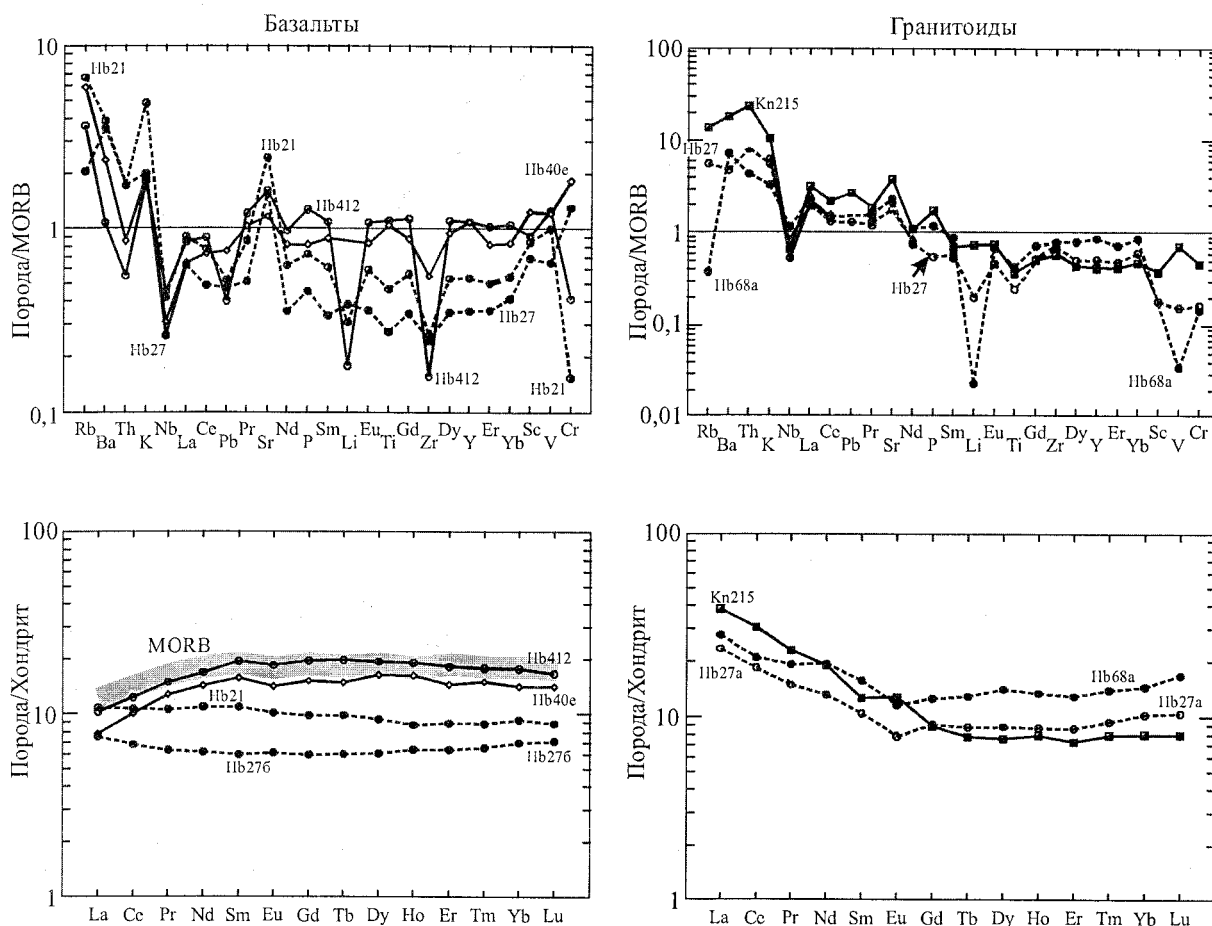 Базальты
10
1
0,1
Порода/MORB
Hb21
Hb21
Hb40e
Hb412
Hb27
Hb27
Hb412
Hb21
Rb Ba Th K Nb La Ce Pb Pr Sr Nd P Sm Li Eu Ti Gd Zr Dy Y Er Yb Sc V Cr
Гранитоиды
100
10
1
0,1
0,01
Порода/MORB
Kn215
Hb27
Hb68a
Hb27
Hb68a
Rb Ba Th K Nb La Ce Pb Pr Sr Nd P Sm Li Eu Ti Gd Zr Dy Y Er Yb Sc V Cr
100
10
1
Порода/Хондрит
MORB
Hb412
Hb21
Hb40e
Hb27б
Hb27б
La Ce Pr Nd Sm Eu Gd Tb Dy Ho Er Tm Yb Lu
100
10
1
Порода/Хондрит
Kn215
Hb27a
Hb68a
Hb27a
La Ce Pr Nd Sm Eu Gd Tb Dy Ho Er Tm Yb Lu